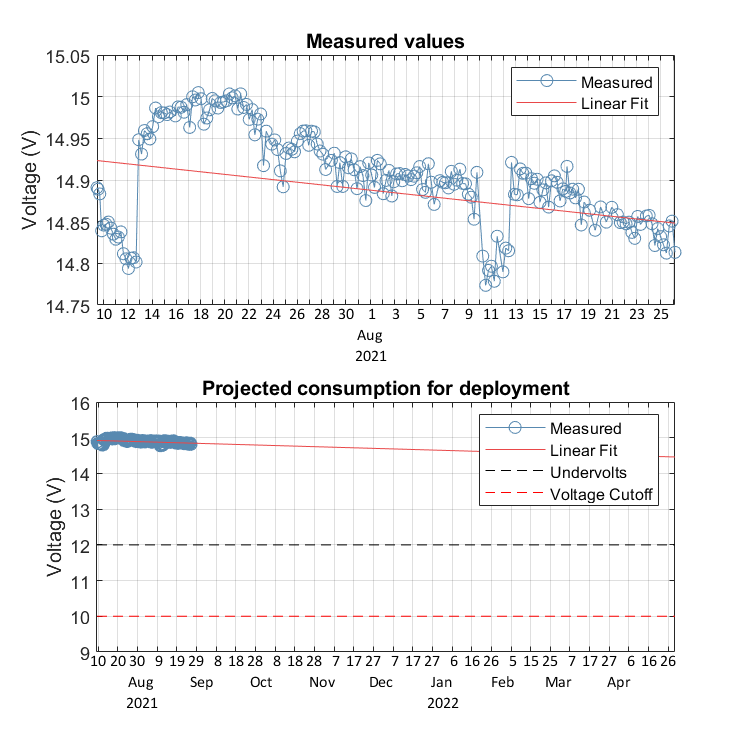 Measured values
15.05
15
14.95
14.9
14.85
14.8
14.75
Voltage (V)
Measured
Linear Fit
10 12 14 16 18 20 22 24 26 28 30 1 3 5 7 9 11 13 15 17 19 21 23 25
Aug
2021
Projected consumption for deployment
16
15
14
13
12
11
10
9
Voltage (V)
Measured
Linear Fit
Undervolts
Voltage Cutoff
10 20 30 9 19 29 8 18 28 8 18 28 7 17 27 7 17 27 6 16 26 5 15 25 7 17 27 6 16 26
Aug Sep Oct Nov Dec Jan Feb Mar Apr
2021 2022